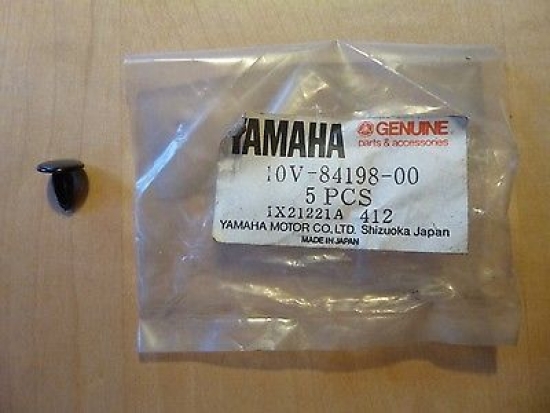 YAMAHA GENUINE
parts & accessories
10V-84198-00
5 PCS
1X21221A 412
YAMAHA MOTOR CO., LTD. Shizuoka Japan
MADE IN JAPAN